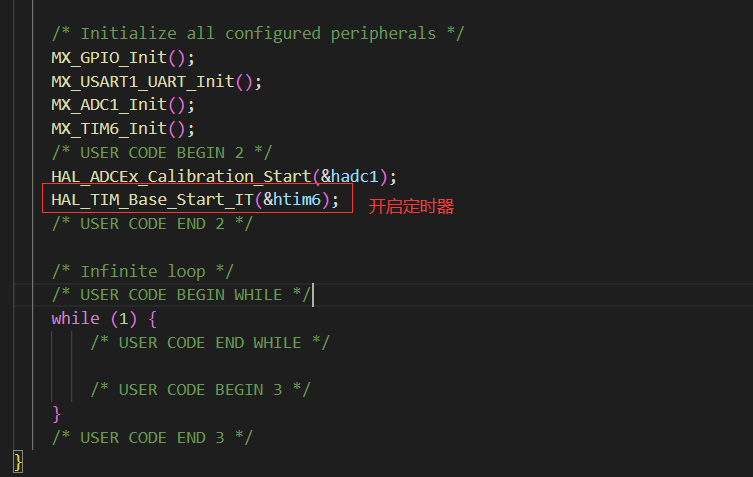 /* Initialize all configured peripherals */
MX_GPIO_Init();
MX_USART1_UART_Init();
MX_ADC1_Init();
MX_TIM6_Init();
/* USER CODE BEGIN 2 */
HAL_ADCEx_Calibration_Start(&hadc1);
HAL_TIM_Base_Start_IT(&htim6); 开启定时器
/* USER CODE END 2 */
/* Infinite loop */
/* USER CODE BEGIN WHILE */
while (1) {
/* USER CODE END WHILE */
/* USER CODE BEGIN 3 */
}
/* USER CODE END 3 */
}